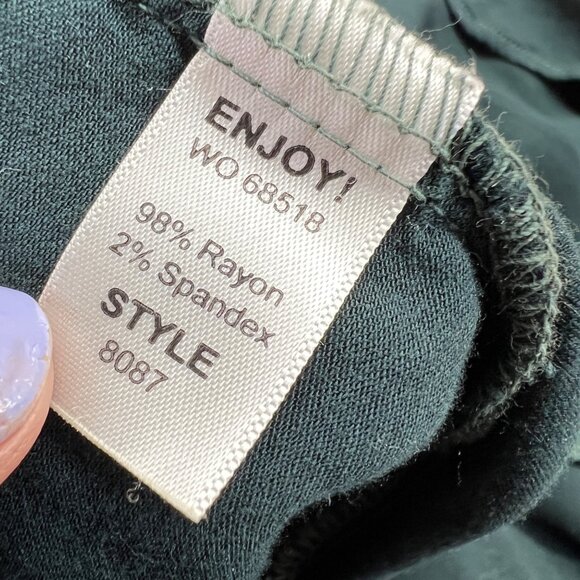 ENJOY!
WO 68518
98% Rayon
2% Spandex
STYLE
8087